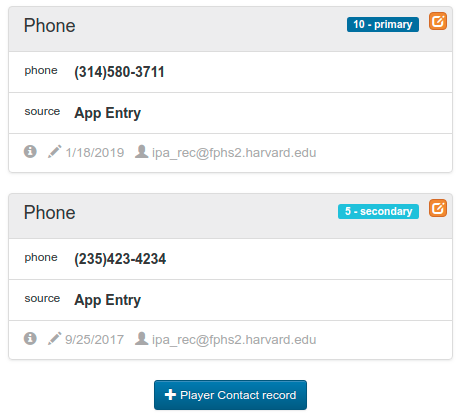 Phone 10 - primary
phone (314)580-3711
source App Entry
1/18/2019 ipa_rec@fphs2.harvard.edu
Phone 5 - secondary
phone (235)423-4234
source App Entry
9/25/2017 ipa_rec@fphs2.harvard.edu
Player Contact record